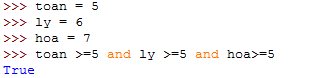 >>> toan = 5
>>> ly = 6
>>> hoa = 7
>>> toan >=5 and ly >=5 and hoa>=5
True